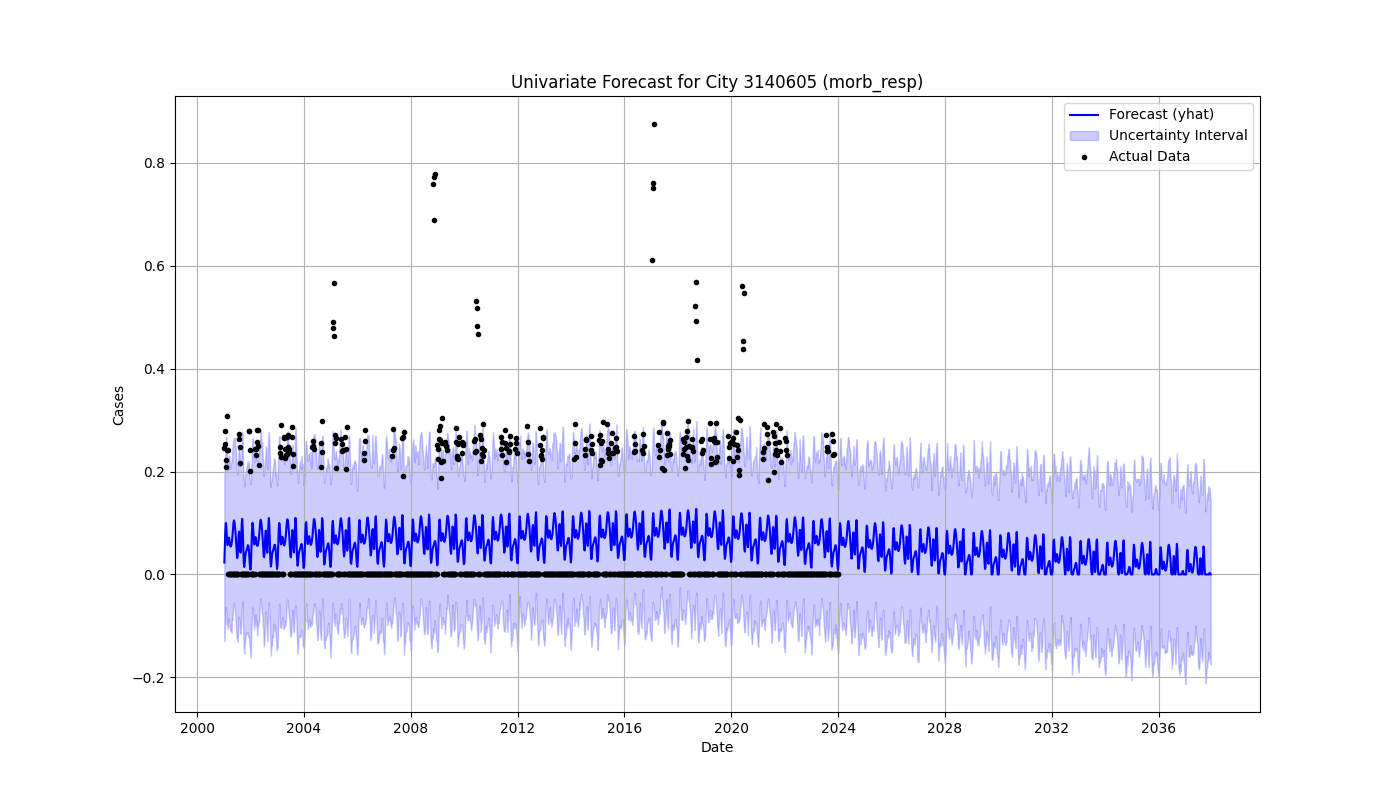 Univariate Forecast for City 3140605 (morb_resp)
Forecast (yhat)
Uncertainty Interval
Actual Data
Cases
0.8
0.6
0.4
0.2
0.0
−0.2
2000 2004 2008 2012 2016 2020 2024 2028 2032 2036
Date